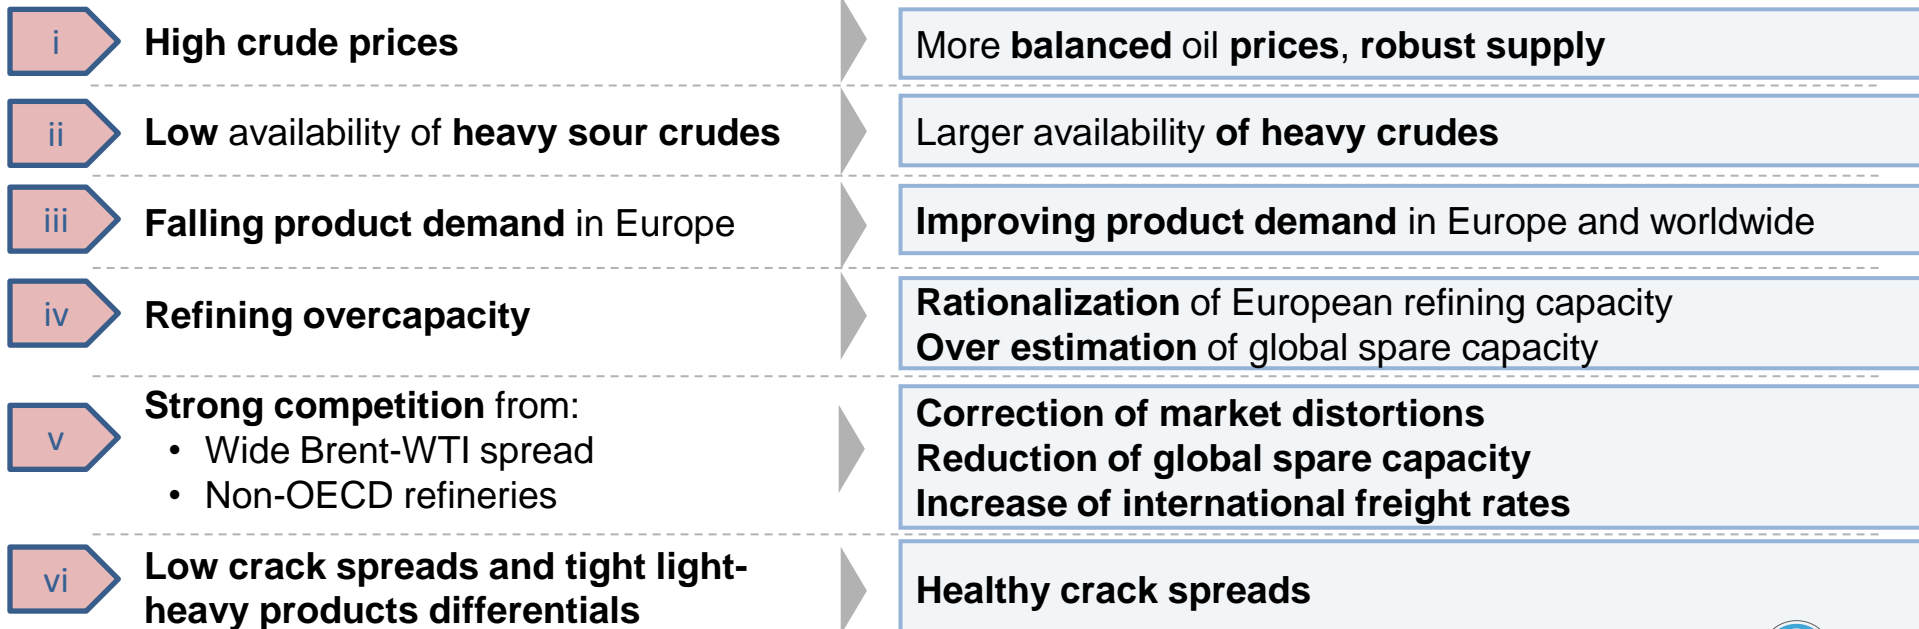 i
High crude prices
More balanced oil prices, robust supply
ii
Low availability of heavy sour crudes
Larger availability of heavy crudes
iii
Falling product demand in Europe
Improving product demand in Europe and worldwide
iv
Refining overcapacity
Rationalization of European refining capacity
Over estimation of global spare capacity
v
Strong competition from:
• Wide Brent-WTI spread
• Non-OECD refineries
Correction of market distortions
Reduction of global spare capacity
Increase of international freight rates
vi
Low crack spreads and tight light-
heavy products differentials
Healthy crack spreads